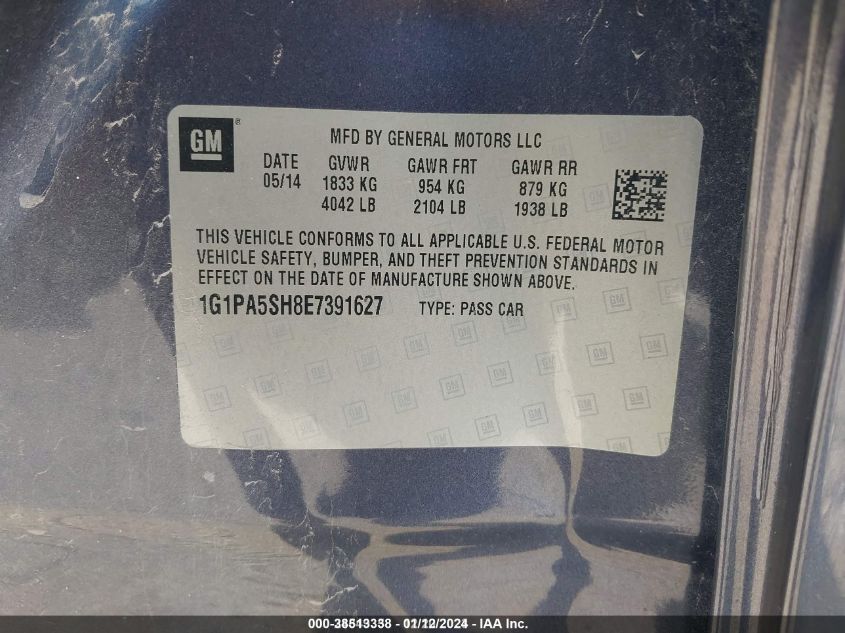 GM ®
MFD BY GENERAL MOTORS LLC
DATE GVWR GAWR FRT GAWR RR
05/14 1833 KG 954 KG 879 KG
4042 LB 2104 LB 1938 LB
THIS VEHICLE CONFORMS TO ALL APPLICABLE U.S. FEDERAL MOTOR
VEHICLE SAFETY, BUMPER, AND THEFT PREVENTION STANDARDS IN
EFFECT ON THE DATE OF MANUFACTURE SHOWN ABOVE.
1G1PA5SH8E7391627 TYPE: PASS CAR
000-38513338 - 01/12/2024 - IAA Inc.